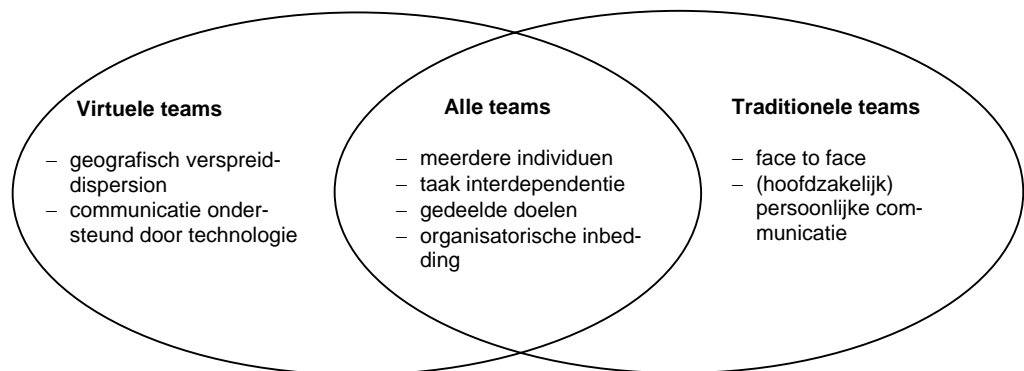 Virtuele teams
– geografisch verspreid-
dispersion
– communicatie onder-
steund door technologie
Alle teams
– meerdere individuen
– taak interdependentie
– gedeelde doelen
– organisatorische inbed-
ding
Traditionele teams
– face to face
– (hoofdzakelijk)
persoonlijke com-
municatie